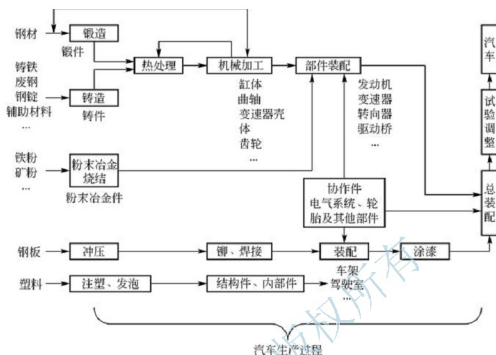 钢材
锻造
锻件
铸铁
废钢
钢锭
辅助材料
...
铸造
铸件
热处理
机械加工
缸体
曲轴
变速器壳
体
齿轮
...
部件装配
发动机
变速器
转向器
驱动桥
...
汽车
试验调整
总装配
铁粉
矿粉
...
粉末冶金
烧结
粉末冶金件
协作件
电气系统、轮
胎及其他部件
钢板
冲压
铆、焊接
装配
车架
驾驶室
...
涂漆
塑料
注塑、发泡
结构件、内部件
汽车生产过程
版权所有